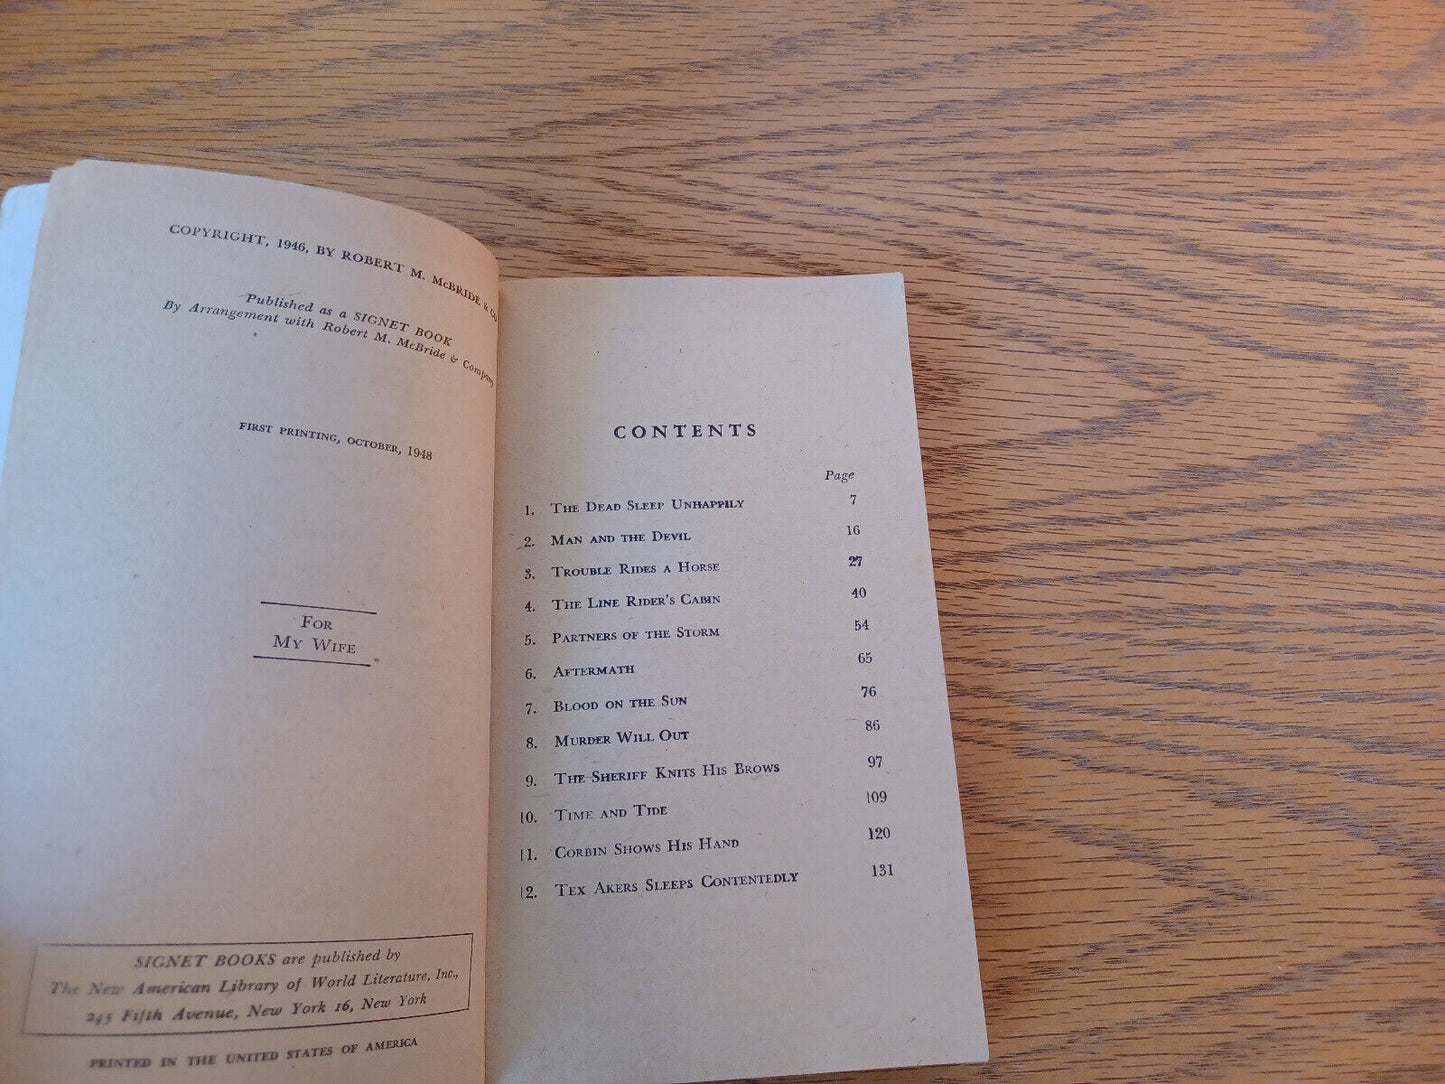 COPYRIGHT, 1946, BY ROBERT M. McBRIDE & CO
Published as a SIGNET BOOK
By Arrangement with Robert M. McBride & Company
FIRST PRINTING, OCTOBER, 1948
FOR
MY WIFE
SIGNET BOOKS are published by
The New American Library of World Literature, Inc.,
245 Fifth Avenue, New York 16, New York
PRINTED IN THE UNITED STATES OF AMERICA
CONTENTS
Page
1. THE DEAD SLEEP UNHAPPILY 7
2. MAN AND THE DEVIL 16
3. TROUBLE RIDES A HORSE 27
4. THE LINE RIDER'S CABIN 40
5. PARTNERS OF THE STORM 54
6. AFTERMATH 65
7. BLOOD ON THE SUN 76
8. MURDER WILL OUT 86
9. THE SHERIFF KNITS HIS BROWS 97
10. TIME AND TIDE 109
11. CORBIN SHOWS HIS HAND 120
12. TEX AKERS SLEEPS CONTENTEDLY 131